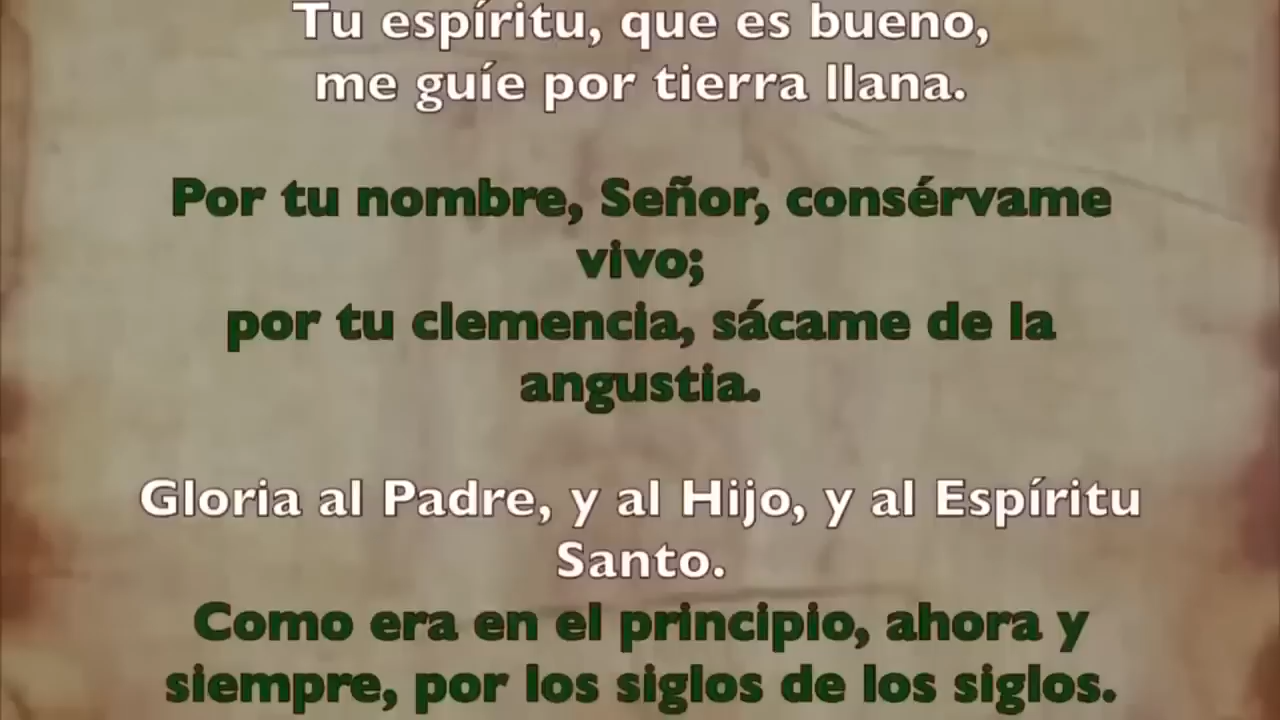 Tu espíritu, que es bueno,
me guíe por tierra llana.
Por tu nombre, Señor, consérvame
vivo;
por tu clemencia, sácame de la
angustia.
Gloria al Padre, y al Hijo, y al Espíritu
Santo.
Como era en el principio, ahora y
siempre, por los siglos de los siglos.